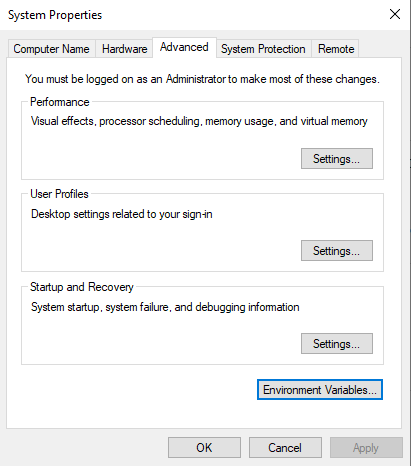 System Properties
Computer Name Hardware Advanced System Protection Remote
You must be logged on as an Administrator to make most of these changes.
Performance
Visual effects, processor scheduling, memory usage, and virtual memory
Settings...
User Profiles
Desktop settings related to your sign-in
Settings...
Startup and Recovery
System startup, system failure, and debugging information
Settings...
Environment Variables...
OK Cancel Apply